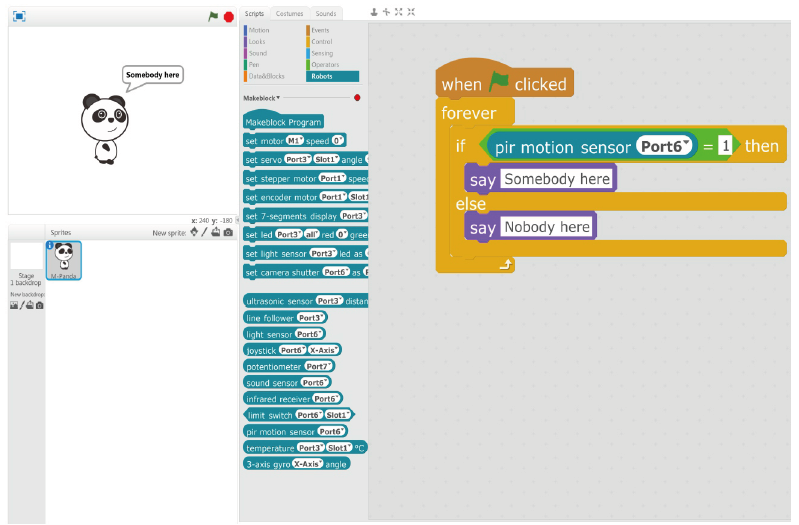 Somebody here
x: 240 y: -180
Sprites
New sprite:
M-Panda
Stage
1 backdrop
New backdrop:
Scripts
Costumes
Sounds
Motion
Events
Looks
Control
Sound
Sensing
Pen
Operators
Data&Blocks
Robots
Makeblock
Makeblock Program
set motor M1 speed 0
set servo Port3 Slot1 angle
set stepper motor Port1 speed
set encoder motor Port1 Slot1
set 7-segments display Port3
set led Port3 all red 0 green
set light sensor Port3 led as
set camera shutter Port6 as
ultrasonic sensor Port3 distan
line follower Port3
light sensor Port6
joystick Port6 X-Axis
potentiometer Port7
sound sensor Port6
infrared receiver Port6
limit switch Port6 Slot1
pir motion sensor Port6
temperature Port3 Slot1 ºC
3-axis gyro X-Axis angle
when clicked
forever
if pir motion sensor Port6 = 1 then
say Somebody here
else
say Nobody here